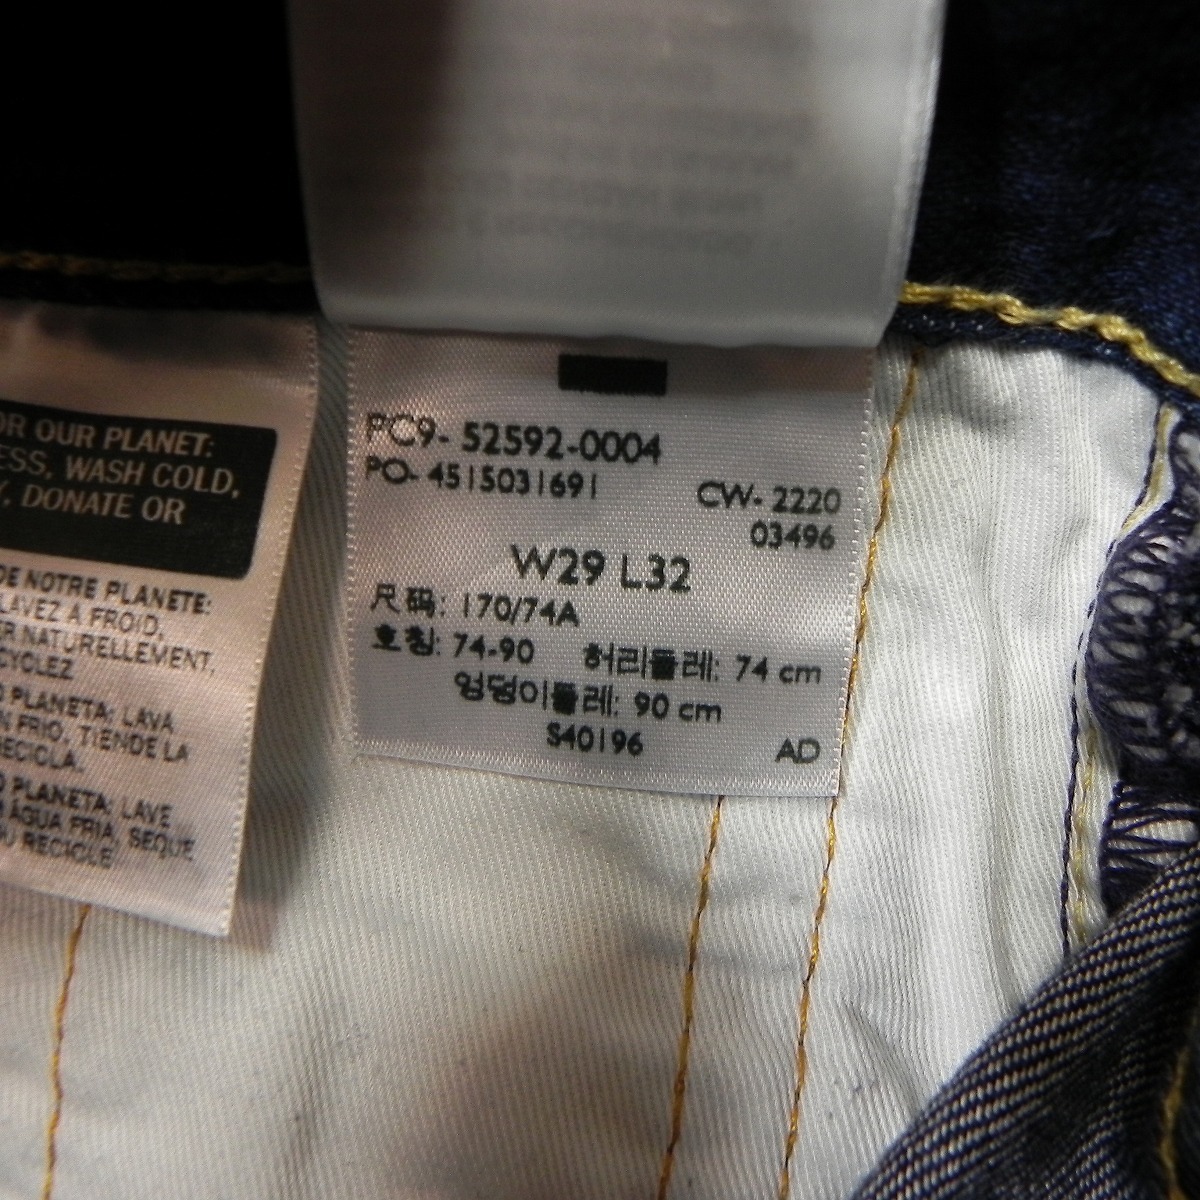 OR OUR PLANET:
ESS, WASH COLD,
DONATE OR
DE NOTRE PLANETE:
LAVEZ A FROID,
ER NATURELLEMENT,
CYCLEZ
PLANETA: LAVA
N FRIO, TIENDE LA
RECICLA.
PLANETA: LAVE
ÁGUA FRIA, SEQUE
U RECICLE
PC9- 52592-0004
PO- 4515031691
CW- 2220
03496
W29 L32
尺码: 170/74A
호칭: 74-90 허리둘레: 74 cm
엉덩이둘레: 90 cm
S40196
AD